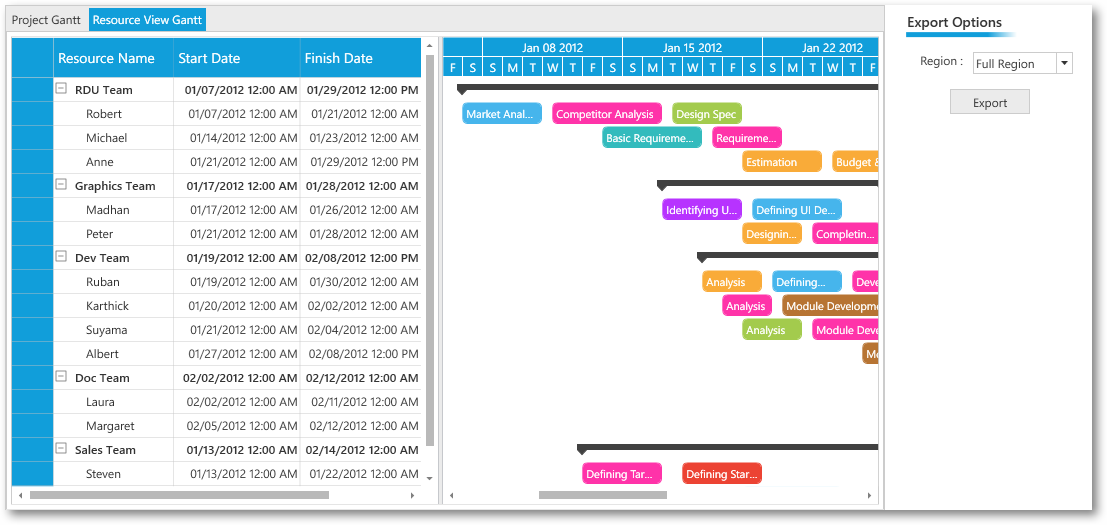 Project Gantt Resource View Gantt
Resource Name Start Date Finish Date
RDU Team 01/07/2012 12:00 AM 01/29/2012 12:00 PM
Robert 01/07/2012 12:00 AM 01/21/2012 12:00 AM
Michael 01/14/2012 12:00 AM 01/23/2012 12:00 AM
Anne 01/21/2012 12:00 AM 01/29/2012 12:00 PM
Graphics Team 01/17/2012 12:00 AM 01/28/2012 12:00 AM
Madhan 01/17/2012 12:00 AM 01/26/2012 12:00 AM
Peter 01/21/2012 12:00 AM 01/28/2012 12:00 AM
Dev Team 01/19/2012 12:00 AM 02/08/2012 12:00 PM
Ruban 01/19/2012 12:00 AM 01/30/2012 12:00 AM
Karthick 01/20/2012 12:00 AM 02/02/2012 12:00 AM
Suyama 01/21/2012 12:00 AM 02/04/2012 12:00 AM
Albert 01/27/2012 12:00 AM 02/08/2012 12:00 PM
Doc Team 02/02/2012 12:00 AM 02/12/2012 12:00 AM
Laura 02/02/2012 12:00 AM 02/11/2012 12:00 AM
Margaret 02/05/2012 12:00 AM 02/12/2012 12:00 AM
Sales Team 01/13/2012 12:00 AM 02/14/2012 12:00 AM
Steven 01/13/2012 12:00 AM 01/22/2012 12:00 AM
Jan 08 2012 Jan 15 2012 Jan 22 2012
F S S M T W T F S S M T W T F S S M T W T F
Market Anal... Competitor Analysis Design Spec
Basic Requireme... Requireme...
Estimation Budget &
Identifying U... Defining UI De...
Designin... Completin...
Analysis Defining... Deve
Analysis Module Developm
Analysis Module Dev
Mo
Defining Tar... Defining Star...
Export Options
Region : Full Region
Export